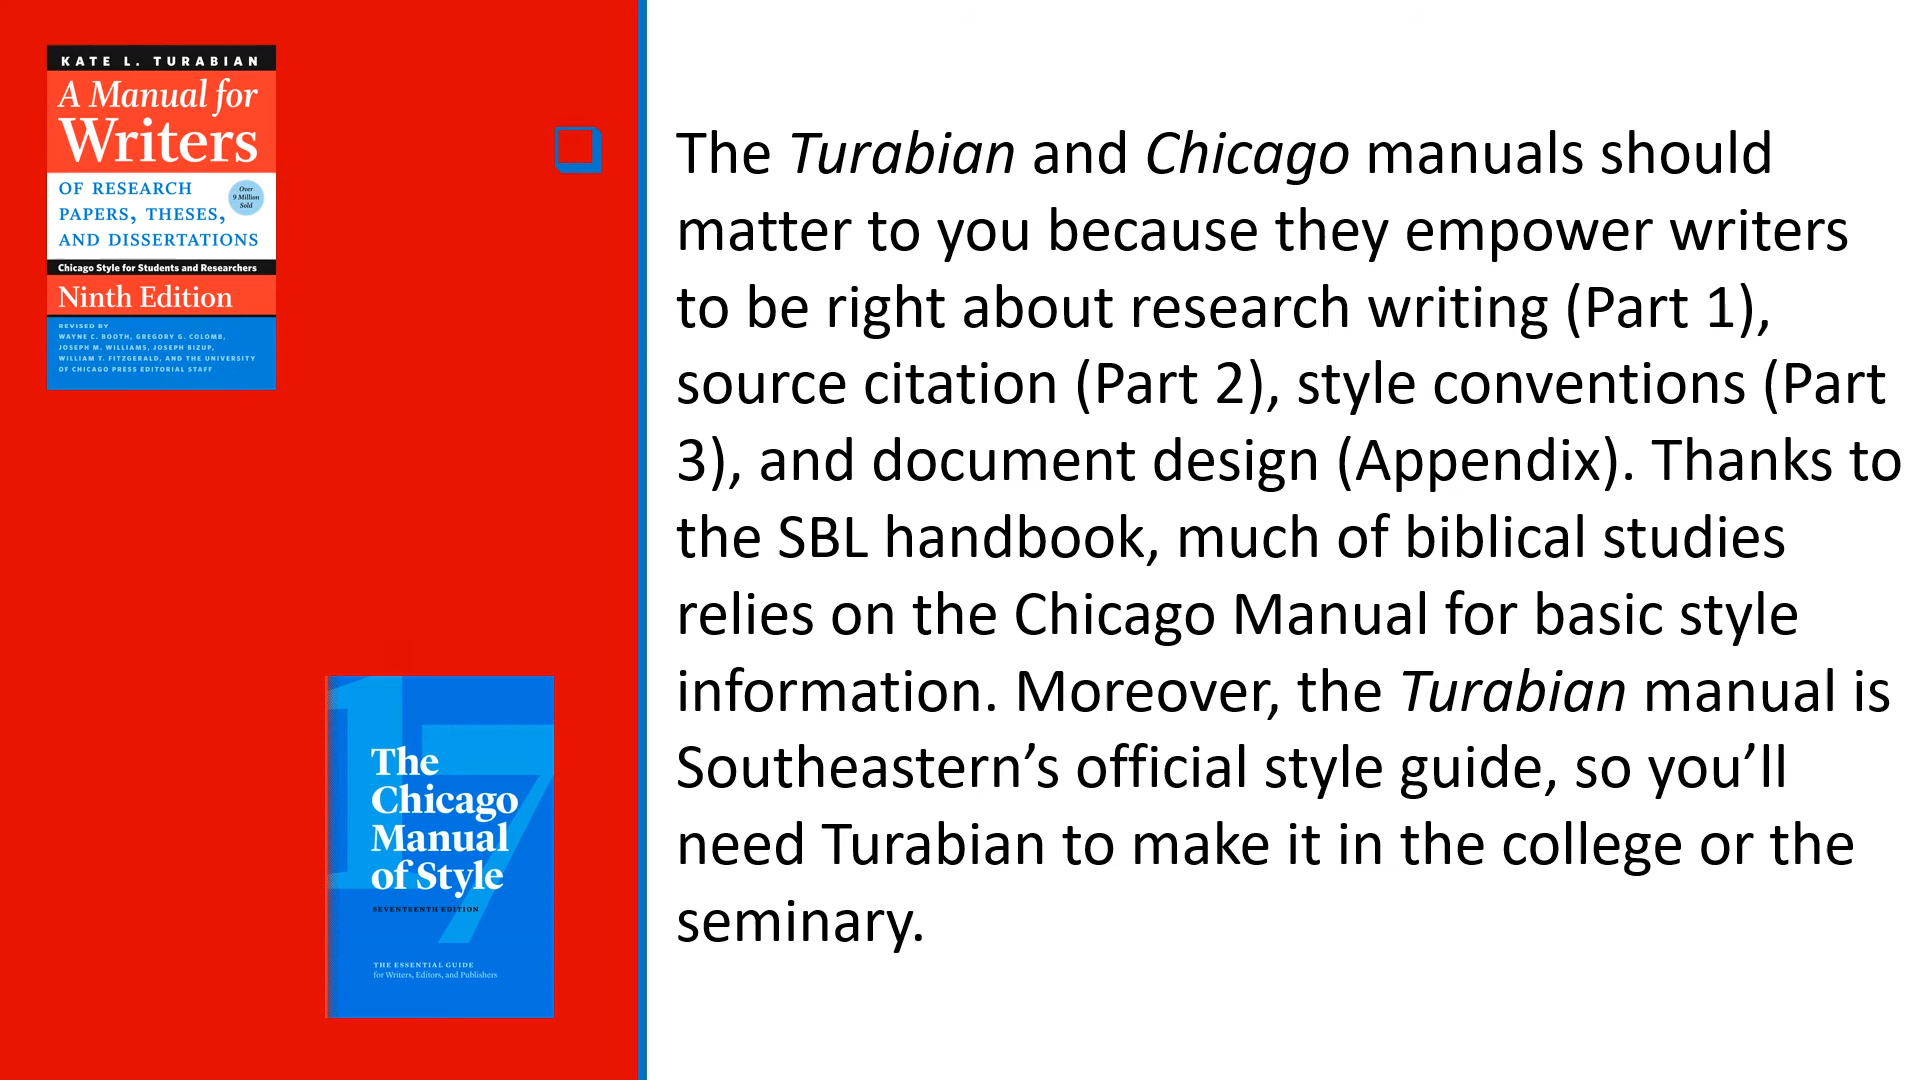 KATE L. TURABIAN
A Manual for
Writers
OF RESEARCH
PAPERS, THESES,
AND DISSERTATIONS
Over
9 Million
Sold
Chicago Style for Students and Researchers
Ninth Edition
REVISED BY
WAYNE C. BOOTH, GREGORY G. COLOMB,
JOSEPH M. WILLIAMS, JOSEPH BIZUP,
WILLIAM T. FITZGERALD, AND THE UNIVERSITY
OF CHICAGO PRESS EDITORIAL STAFF
17
The
Chicago
Manual
of Style
SEVENTEENTH EDITION
THE ESSENTIAL GUIDE
for Writers, Editors, and Publishers
The Turabian and Chicago manuals should
matter to you because they empower writers
to be right about research writing (Part 1),
source citation (Part 2), style conventions (Part
3), and document design (Appendix). Thanks to
the SBL handbook, much of biblical studies
relies on the Chicago Manual for basic style
information. Moreover, the Turabian manual is
Southeastern’s official style guide, so you’ll
need Turabian to make it in the college or the
seminary.